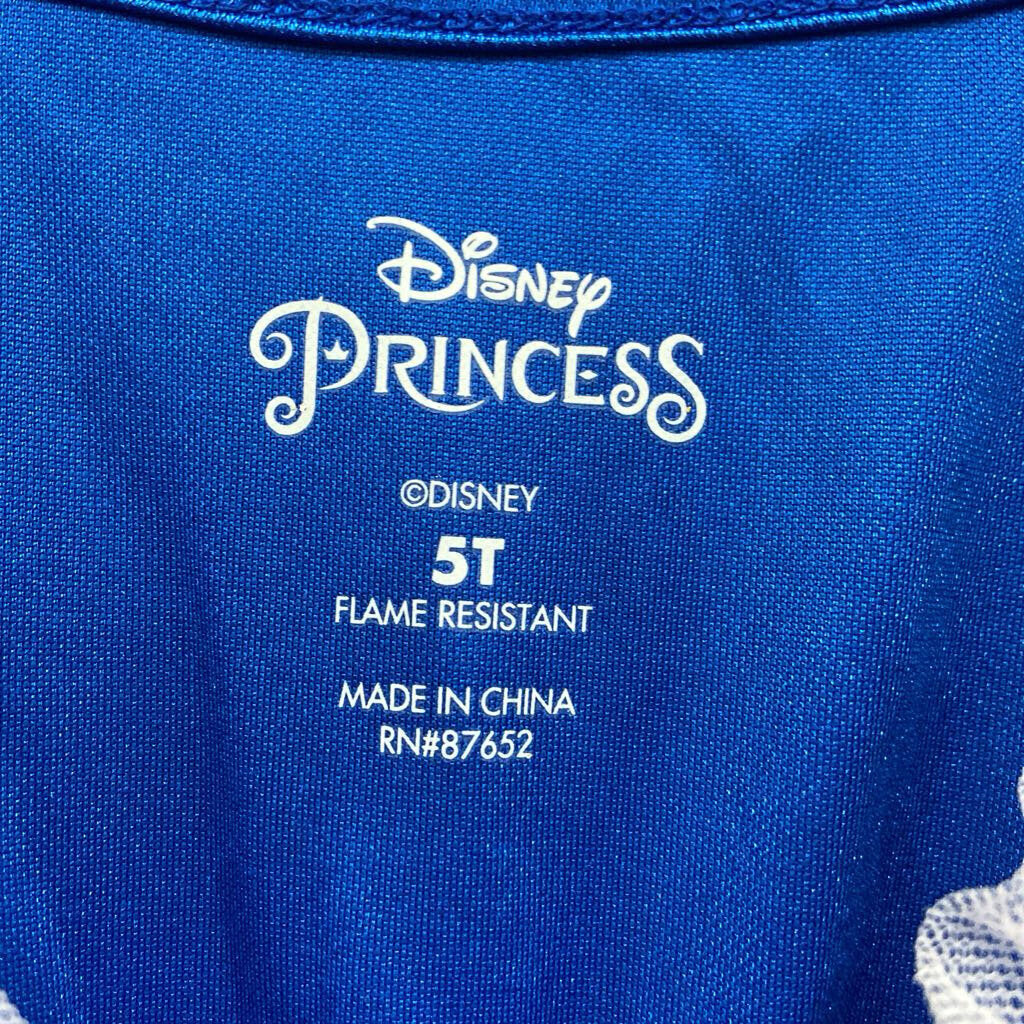 Disney
PRINCESS
©DISNEY
5T
FLAME RESISTANT
MADE IN CHINA
RN#87652